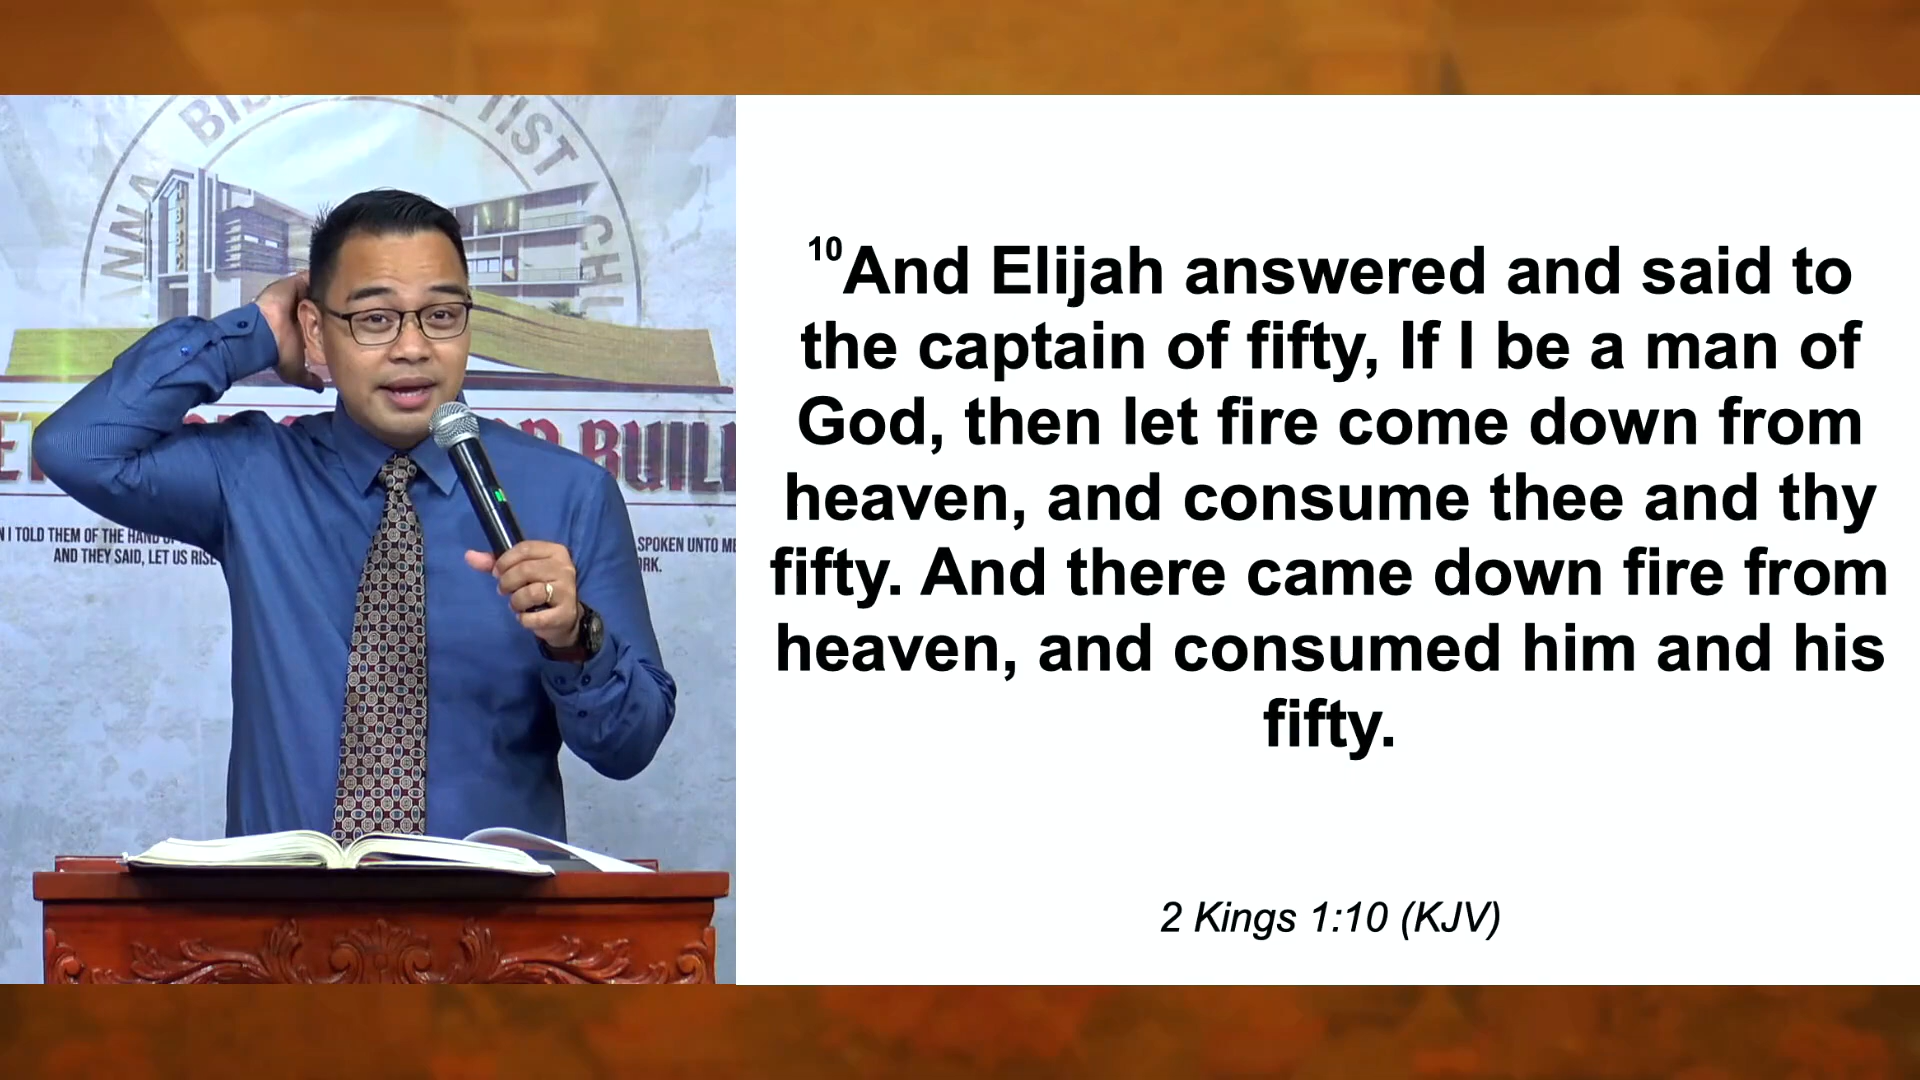 BAPTIST
HBBC
BUIL
N I TOLD THEM OF THE HAND
SPOKEN UNTO ME
AND THEY SAID, LET US RISE
10And Elijah answered and said to
the captain of fifty, If I be a man of
God, then let fire come down from
heaven, and consume thee and thy
fifty. And there came down fire from
heaven, and consumed him and his
fifty.
2 Kings 1:10 (KJV)